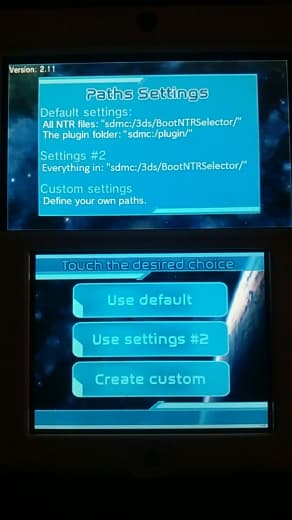 Version: 2.11
Paths Settings
Default settings:
All NTR files: "sdmc:/3ds/BootNTRSelector/"
The plugin folder: "sdmc:/plugin/"
Settings #2
Everything in: "sdmc:/3ds/BootNTRSelector/"
Custom settings
Define your own paths.
Touch the desired choice
Use default
Use settings #2
Create custom